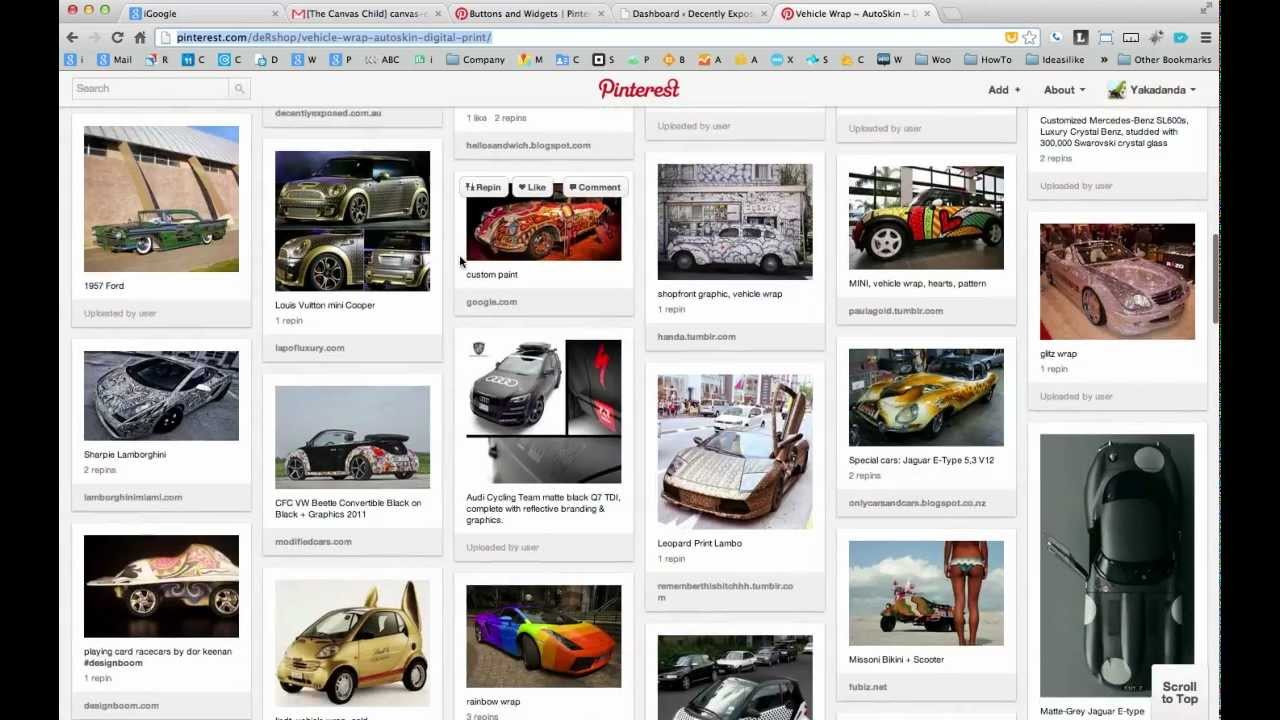 iGoogle
[The Canvas Child] canvas-c
Buttons and Widgets | Pinte
Dashboard ‹ Decently Expo
Vehicle Wrap ~ AutoSkin ~ D
pinterest.com/deRshop/vehicle-wrap-autoskin-digital-print/
i Mail R C C D W P ABC i Company M C S P B A A X S C W Woo HowTo Ideasilike » Other Bookmarks
Search
Pinterest
Add +
About
Yakadanda
1957 Ford
Uploaded by user
Sharpie Lamborghini
2 repins
lamborghinimiami.com
playing card racecars by dor keenan
#designboom
1 repin
designboom.com
decentlyexposed.com.au
Louis Vuitton mini Cooper
1 repin
lapofluxury.com
CFC VW Beetle Convertible Black on
Black + Graphics 2011
modifiedcars.com
1 like 2 repins
hellosandwich.blogspot.com
Repin Like Comment
custom paint
google.com
Audi Cycling Team matte black Q7 TDI,
complete with reflective branding &
graphics.
Uploaded by user
rainbow wrap
3 repins
Uploaded by user
shopfront graphic, vehicle wrap
1 repin
handa.tumblr.com
Leopard Print Lambo
1 repin
rememberthisbitchhh.tumblr.co
m
Uploaded by user
MINI, vehicle wrap, hearts, pattern
paulagold.tumblr.com
Special cars: Jaguar E-Type 5,3 V12
2 repins
onlycarsandcars.blogspot.co.nz
Missoni Bikini + Scooter
fubiz.net
Customized Mercedes-Benz SL600s,
Luxury Crystal Benz, studded with
300,000 Swarovski crystal glass
2 repins
Uploaded by user
glitz wrap
1 repin
Uploaded by user
Matte-Grey Jaguar E-type
Scroll
to Top